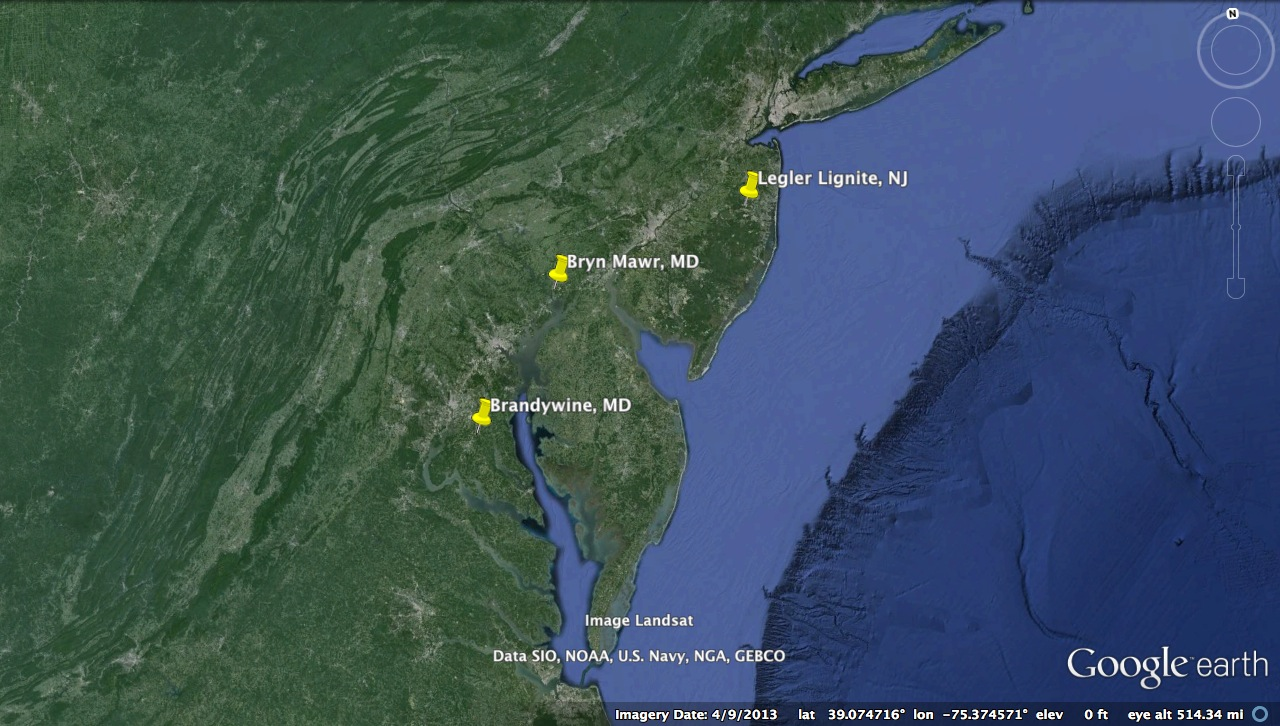 N
Legler Lignite, NJ
Bryn Mawr, MD
Brandywine, MD
Image Landsat
Data SIO, NOAA, U.S. Navy, NGA, GEBCO
Google earth
Imagery Date: 4/9/2013 lat 39.074716° lon −75.374571° elev 0 ft eye alt 514.34 mi